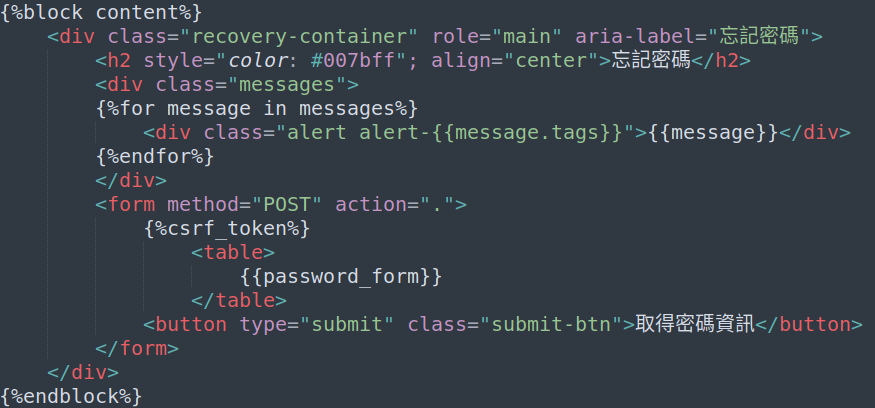 {%block content%}
    <div class="recovery-container" role="main" aria-label="忘記密碼">
        <h2 style="color: #007bff"; align="center">忘記密碼</h2>
        <div class="messages">
        {%for message in messages%}
            <div class="alert alert-{{message.tags}}">{{message}}</div>
        {%endfor%}
        </div>
        <form method="POST" action=".">
            {%csrf_token%}
                <table>
                    {{password_form}}
                </table>
            <button type="submit" class="submit-btn">取得密碼資訊</button>
        </form>
    </div>
{%endblock%}